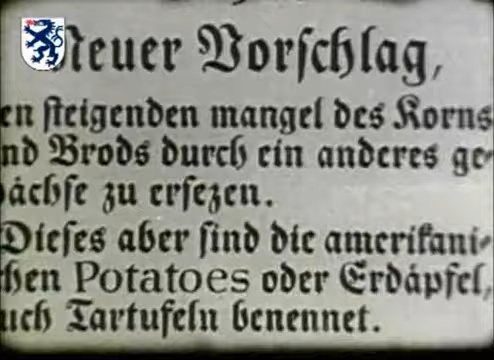 Neuer Vorschlag,
en steigenden mangel des Korns
nd Brods durch ein anderes ge-
ächse zu ersezen.
Dieses aber sind die amerikani-
chen Potatoes oder Erdäpfel,
uch Tartufeln benennet.